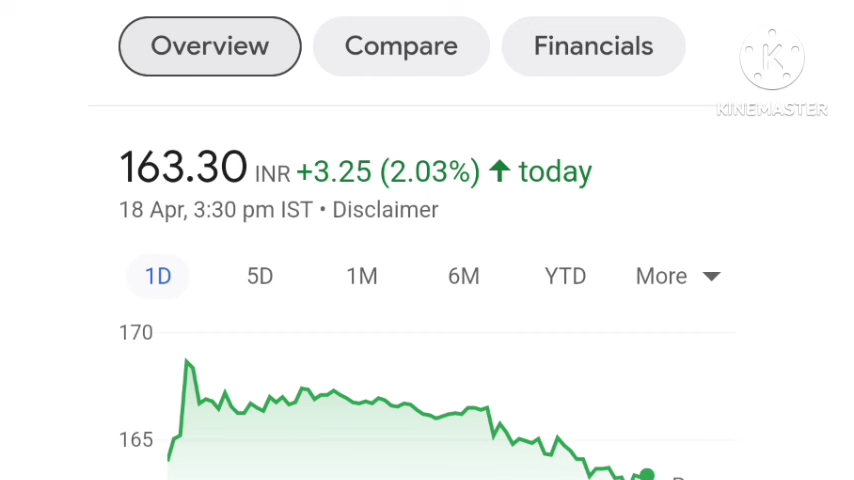 Overview Compare Financials
K
KINEMASTER
163.30 INR +3.25 (2.03%) ↑ today
18 Apr, 3:30 pm IST • Disclaimer
1D 5D 1M 6M YTD More
170
165